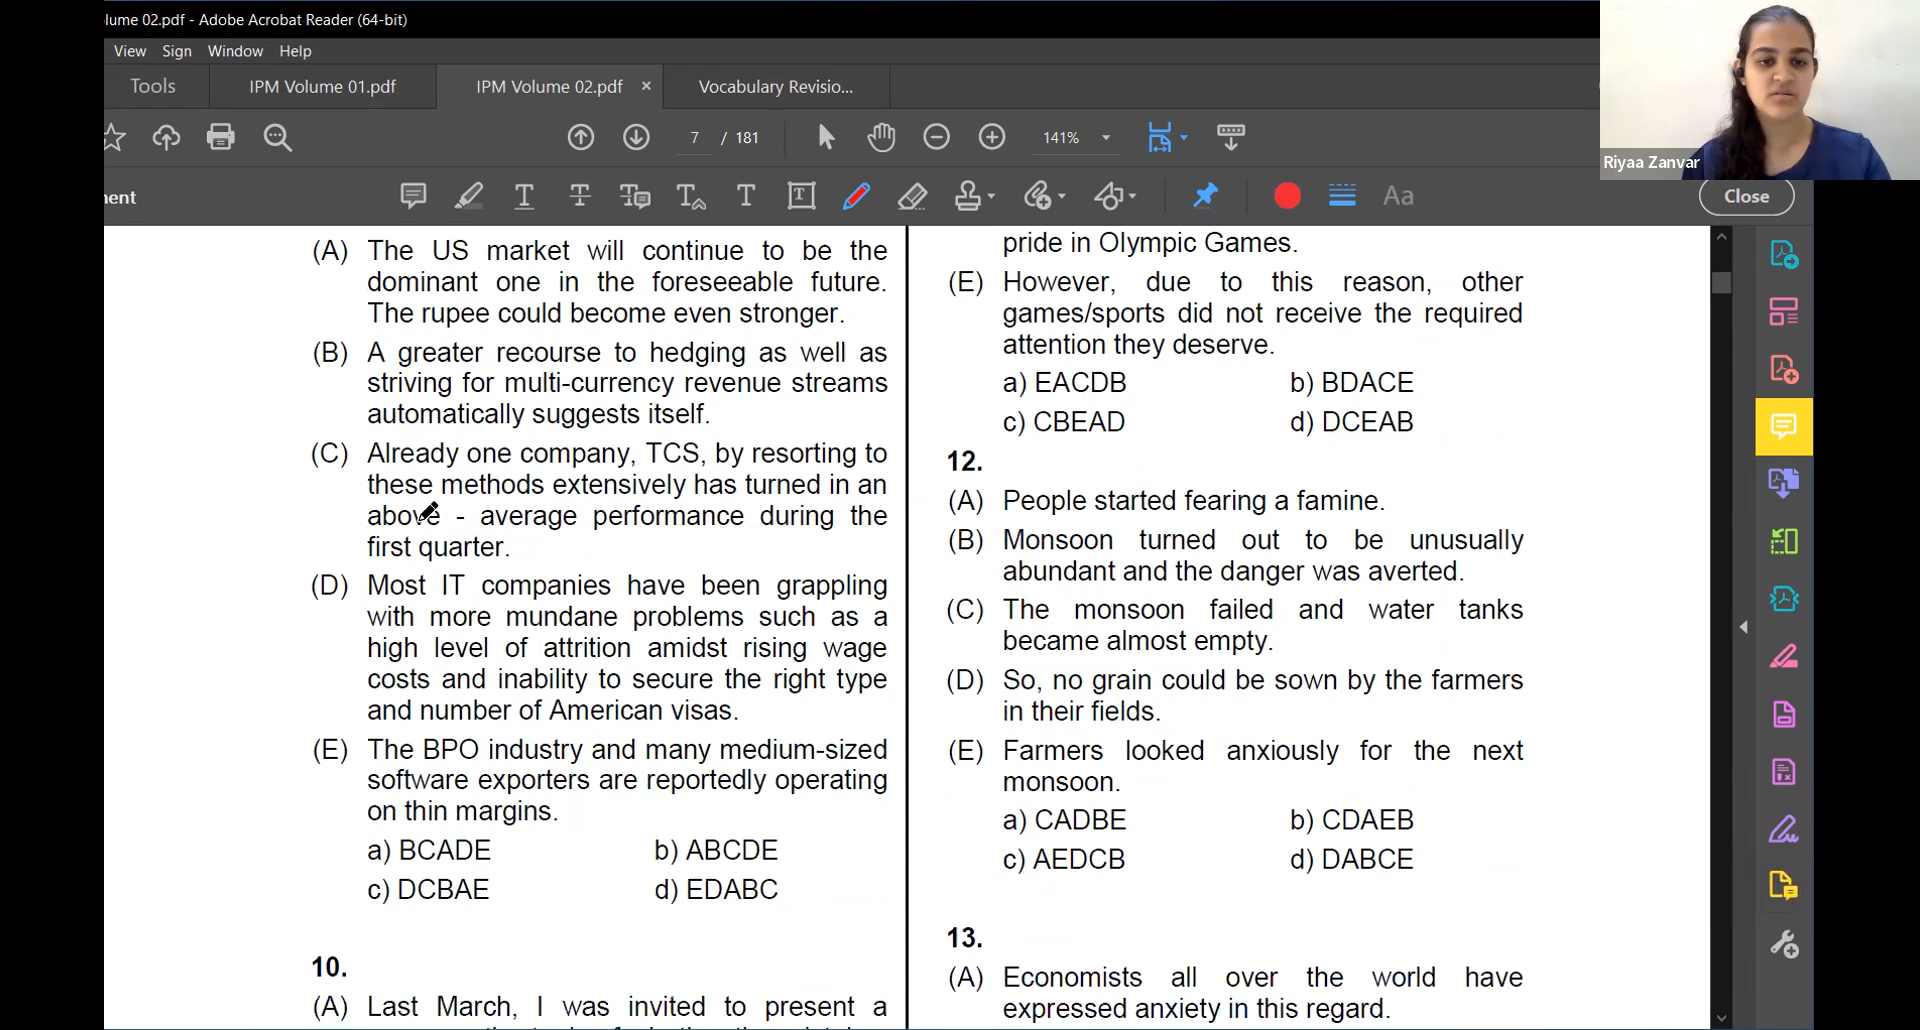 lume 02.pdf - Adobe Acrobat Reader (64-bit)
View Sign Window Help
Tools IPM Volume 01.pdf IPM Volume 02.pdf × Vocabulary Revisio...
7 / 181 141%
ent T T T T T T Aa Close
Riyaa Zanvar
(A) The US market will continue to be the
dominant one in the foreseeable future.
The rupee could become even stronger.
(B) A greater recourse to hedging as well as
striving for multi-currency revenue streams
automatically suggests itself.
(C) Already one company, TCS, by resorting to
these methods extensively has turned in an
above - average performance during the
first quarter.
(D) Most IT companies have been grappling
with more mundane problems such as a
high level of attrition amidst rising wage
costs and inability to secure the right type
and number of American visas.
(E) The BPO industry and many medium-sized
software exporters are reportedly operating
on thin margins.
a) BCADE b) ABCDE
c) DCBAE d) EDABC
10.
(A) Last March, I was invited to present a
pride in Olympic Games.
(E) However, due to this reason, other
games/sports did not receive the required
attention they deserve.
a) EACDB b) BDACE
c) CBEAD d) DCEAB
12.
(A) People started fearing a famine.
(B) Monsoon turned out to be unusually
abundant and the danger was averted.
(C) The monsoon failed and water tanks
became almost empty.
(D) So, no grain could be sown by the farmers
in their fields.
(E) Farmers looked anxiously for the next
monsoon.
a) CADBE b) CDAEB
c) AEDCB d) DABCE
13.
(A) Economists all over the world have
expressed anxiety in this regard.